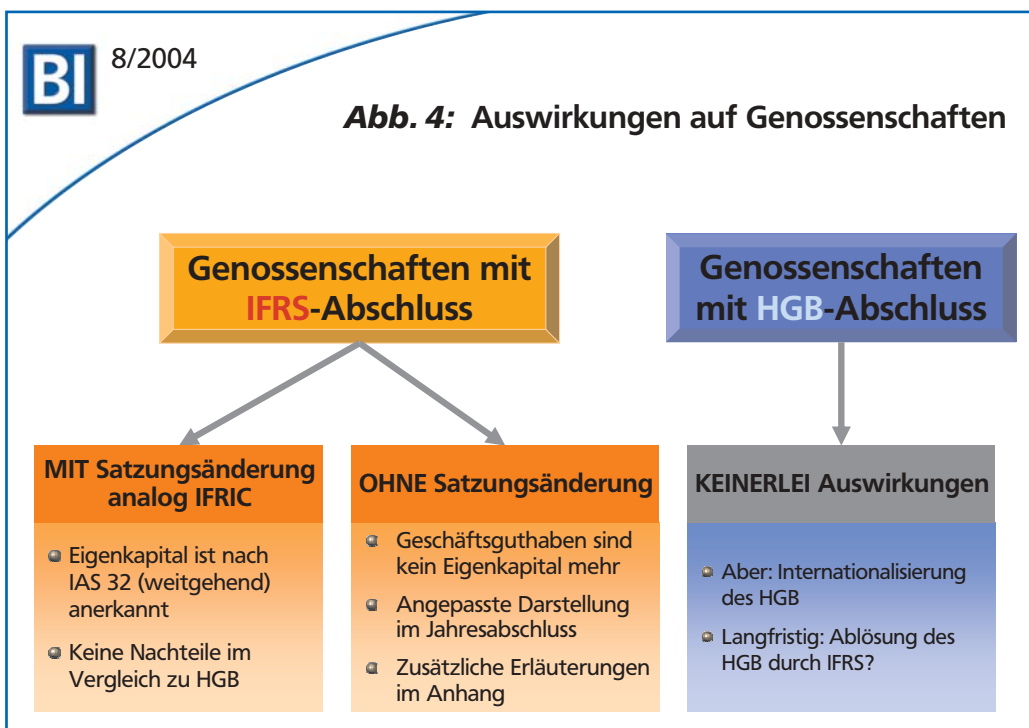 BI
8/2004
Abb. 4: Auswirkungen auf Genossenschaften
Genossenschaften mit
IFRS-Abschluss
Genossenschaften
mit HGB-Abschluss
MIT Satzungsänderung
analog IFRIC
Eigenkapital ist nach
IAS 32 (weitgehend)
anerkannt
Keine Nachteile im
Vergleich zu HGB
OHNE Satzungsänderung
Geschäftsguthaben sind
kein Eigenkapital mehr
Angepasste Darstellung
im Jahresabschluss
Zusätzliche Erläuterungen
im Anhang
KEINERLEI Auswirkungen
Aber: Internationalisierung
des HGB
Langfristig: Ablösung des
HGB durch IFRS?